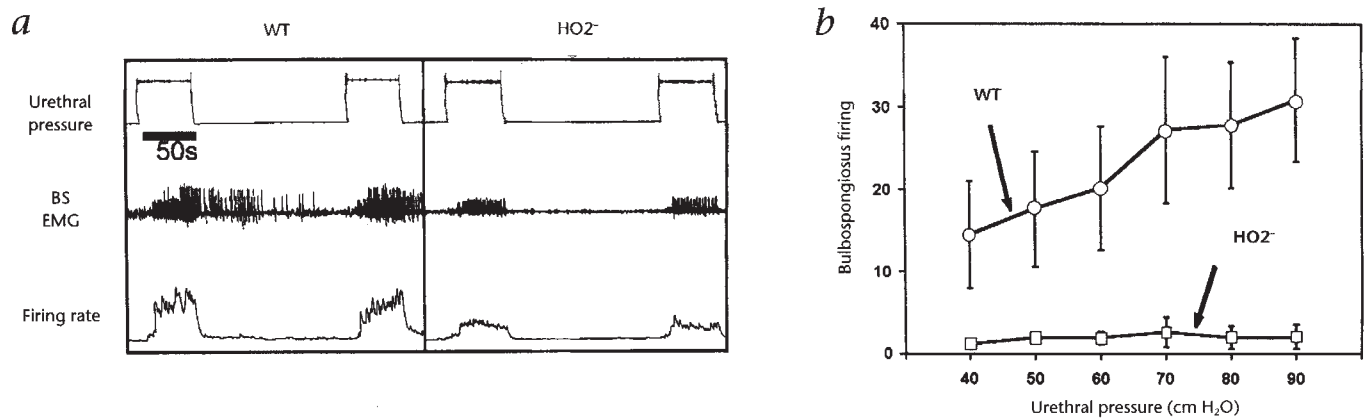 a
WT
HO2⁻
Urethral
pressure
50s
BS
EMG
Firing rate
b
Bulbospongiosus firing
40
30
20
10
0
WT
HO2⁻
40 50 60 70 80 90
Urethral pressure (cm H₂O)